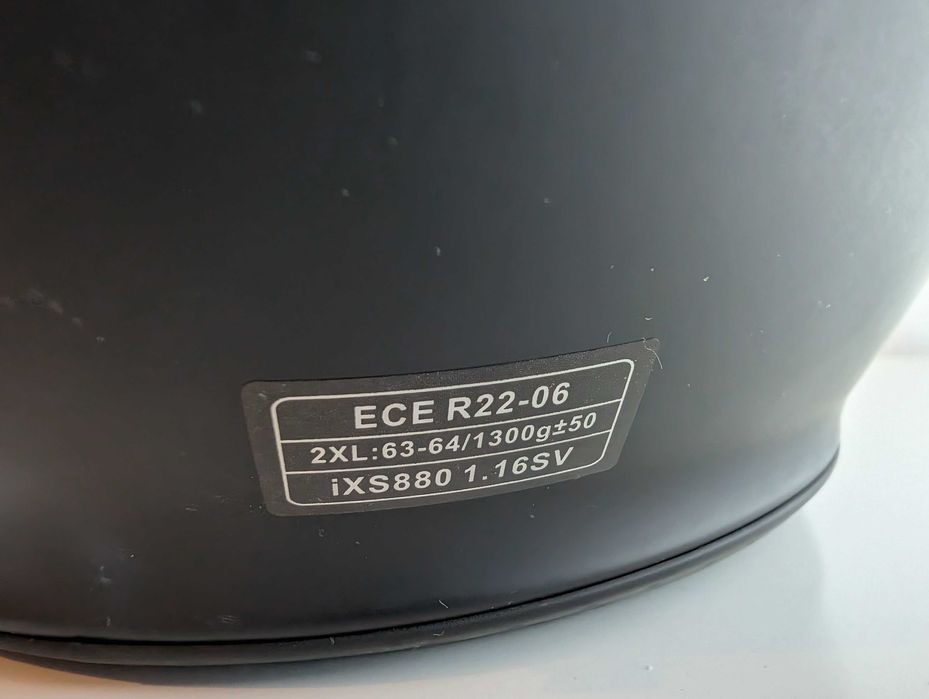 ECE R22-06
2XL:63-64/1300g±50
iXS880 1.16SV